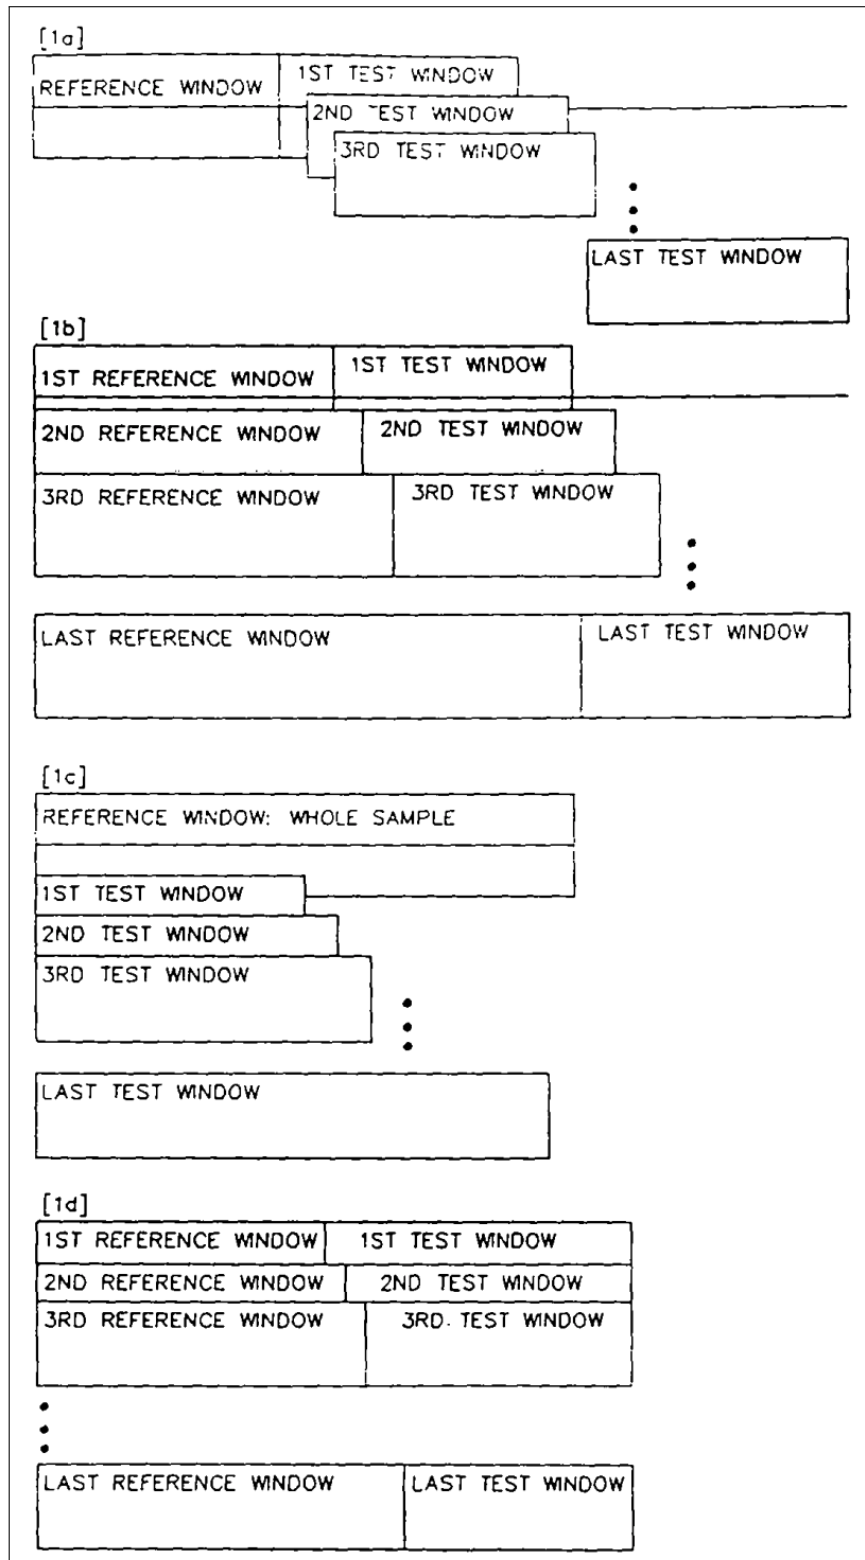 [1a]
REFERENCE WINDOW
1ST TEST WINDOW
2ND TEST WINDOW
3RD TEST WINDOW
LAST TEST WINDOW
[1b]
1ST REFERENCE WINDOW
1ST TEST WINDOW
2ND REFERENCE WINDOW
2ND TEST WINDOW
3RD REFERENCE WINDOW
3RD TEST WINDOW
LAST REFERENCE WINDOW
LAST TEST WINDOW
[1c]
REFERENCE WINDOW: WHOLE SAMPLE
1ST TEST WINDOW
2ND TEST WINDOW
3RD TEST WINDOW
LAST TEST WINDOW
[1d]
1ST REFERENCE WINDOW
1ST TEST WINDOW
2ND REFERENCE WINDOW
2ND TEST WINDOW
3RD REFERENCE WINDOW
3RD. TEST WINDOW
LAST REFERENCE WINDOW
LAST TEST WINDOW